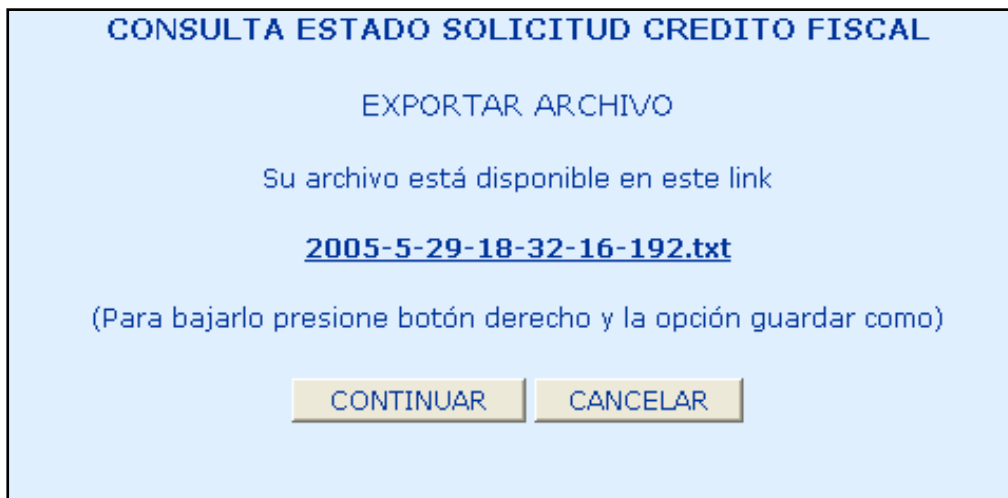 CONSULTA ESTADO SOLICITUD CREDITO FISCAL
EXPORTAR ARCHIVO
Su archivo está disponible en este link
2005-5-29-18-32-16-192.txt
(Para bajarlo presione botón derecho y la opción guardar como)
CONTINUAR CANCELAR